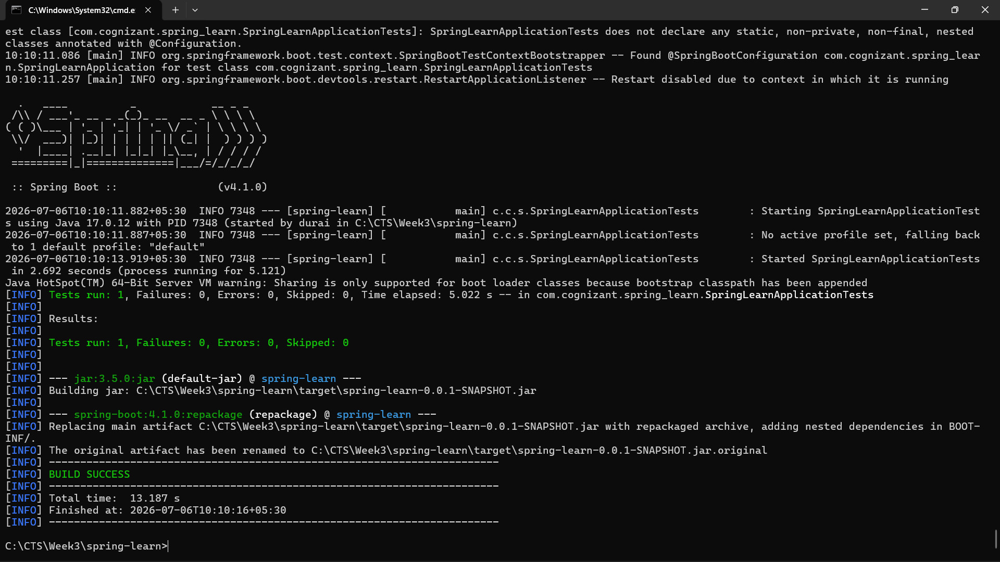 C:\Windows\System32\cmd.e
est class [com.cognizant.spring_learn.SpringLearnApplicationTests]: SpringLearnApplicationTests does not declare any static, non-private, non-final, nested
classes annotated with @Configuration.
10:10:11.086 [main] INFO org.springframework.boot.test.context.SpringBootTestContextBootstrapper -- Found @SpringBootConfiguration com.cognizant.spring_lear
n.SpringLearnApplication for test class com.cognizant.spring_learn.SpringLearnApplicationTests
10:10:11.257 [main] INFO org.springframework.boot.devtools.restart.RestartApplicationListener -- Restart disabled due to context in which it is running
  .   ____          _            __ _ _
 /\\ / ___'_ __ _ _(_)_ __  __ _ \ \ \ \
( ( )\___ | '_ | '_| | '_ \/ _` | \ \ \ \
 \\/  ___)| |_)| | | | | || (_| |  ) ) ) )
  '  |____| .__|_| |_|_| |_\__, | / / / /
 =========|_|==============|___/=/_/_/_/
 :: Spring Boot ::                (v4.1.0)
2026-07-06T10:10:11.882+05:30  INFO 7348 --- [spring-learn] [           main] c.c.s.SpringLearnApplicationTests        : Starting SpringLearnApplicationTest
s using Java 17.0.12 with PID 7348 (started by durai in C:\CTS\Week3\spring-learn)
2026-07-06T10:10:11.887+05:30  INFO 7348 --- [spring-learn] [           main] c.c.s.SpringLearnApplicationTests        : No active profile set, falling back
 to 1 default profile: "default"
2026-07-06T10:10:13.919+05:30  INFO 7348 --- [spring-learn] [           main] c.c.s.SpringLearnApplicationTests        : Started SpringLearnApplicationTests
 in 2.692 seconds (process running for 5.121)
Java HotSpot(TM) 64-Bit Server VM warning: Sharing is only supported for boot loader classes because bootstrap classpath has been appended
[INFO] Tests run: 1, Failures: 0, Errors: 0, Skipped: 0, Time elapsed: 5.022 s -- in com.cognizant.spring_learn.SpringLearnApplicationTests
[INFO]
[INFO] Results:
[INFO]
[INFO] Tests run: 1, Failures: 0, Errors: 0, Skipped: 0
[INFO]
[INFO]
[INFO] --- jar:3.5.0:jar (default-jar) @ spring-learn ---
[INFO] Building jar: C:\CTS\Week3\spring-learn\target\spring-learn-0.0.1-SNAPSHOT.jar
[INFO]
[INFO] --- spring-boot:4.1.0:repackage (repackage) @ spring-learn ---
[INFO] Replacing main artifact C:\CTS\Week3\spring-learn\target\spring-learn-0.0.1-SNAPSHOT.jar with repackaged archive, adding nested dependencies in BOOT-
INF/.
[INFO] The original artifact has been renamed to C:\CTS\Week3\spring-learn\target\spring-learn-0.0.1-SNAPSHOT.jar.original
[INFO] ------------------------------------------------------------------------
[INFO] BUILD SUCCESS
[INFO] ------------------------------------------------------------------------
[INFO] Total time:  13.187 s
[INFO] Finished at: 2026-07-06T10:10:16+05:30
[INFO] ------------------------------------------------------------------------
C:\CTS\Week3\spring-learn>